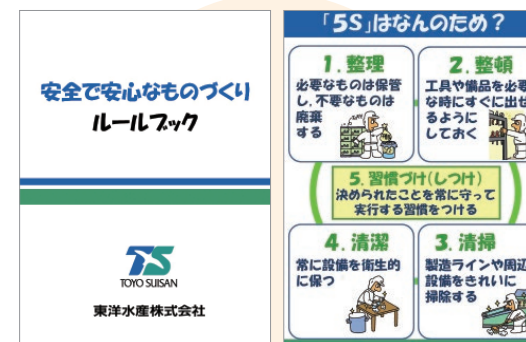 安全で安心なものづくり
ルールブック
TS
TOYO SUISAN
東洋水産株式会社
「5S」はなんのため?
1.整理
必要なものは保管
し、不要なものは
廃棄
する
2.整頓
工具や備品を必要
な時にすぐに出せ
るように
しておく
5.習慣づけ(しつけ)
決められたことを常に守って
実行する習慣をつける
4.清潔
常に設備を衛生的
に保つ
3.清掃
製造ラインや周辺
設備をきれいに
掃除する